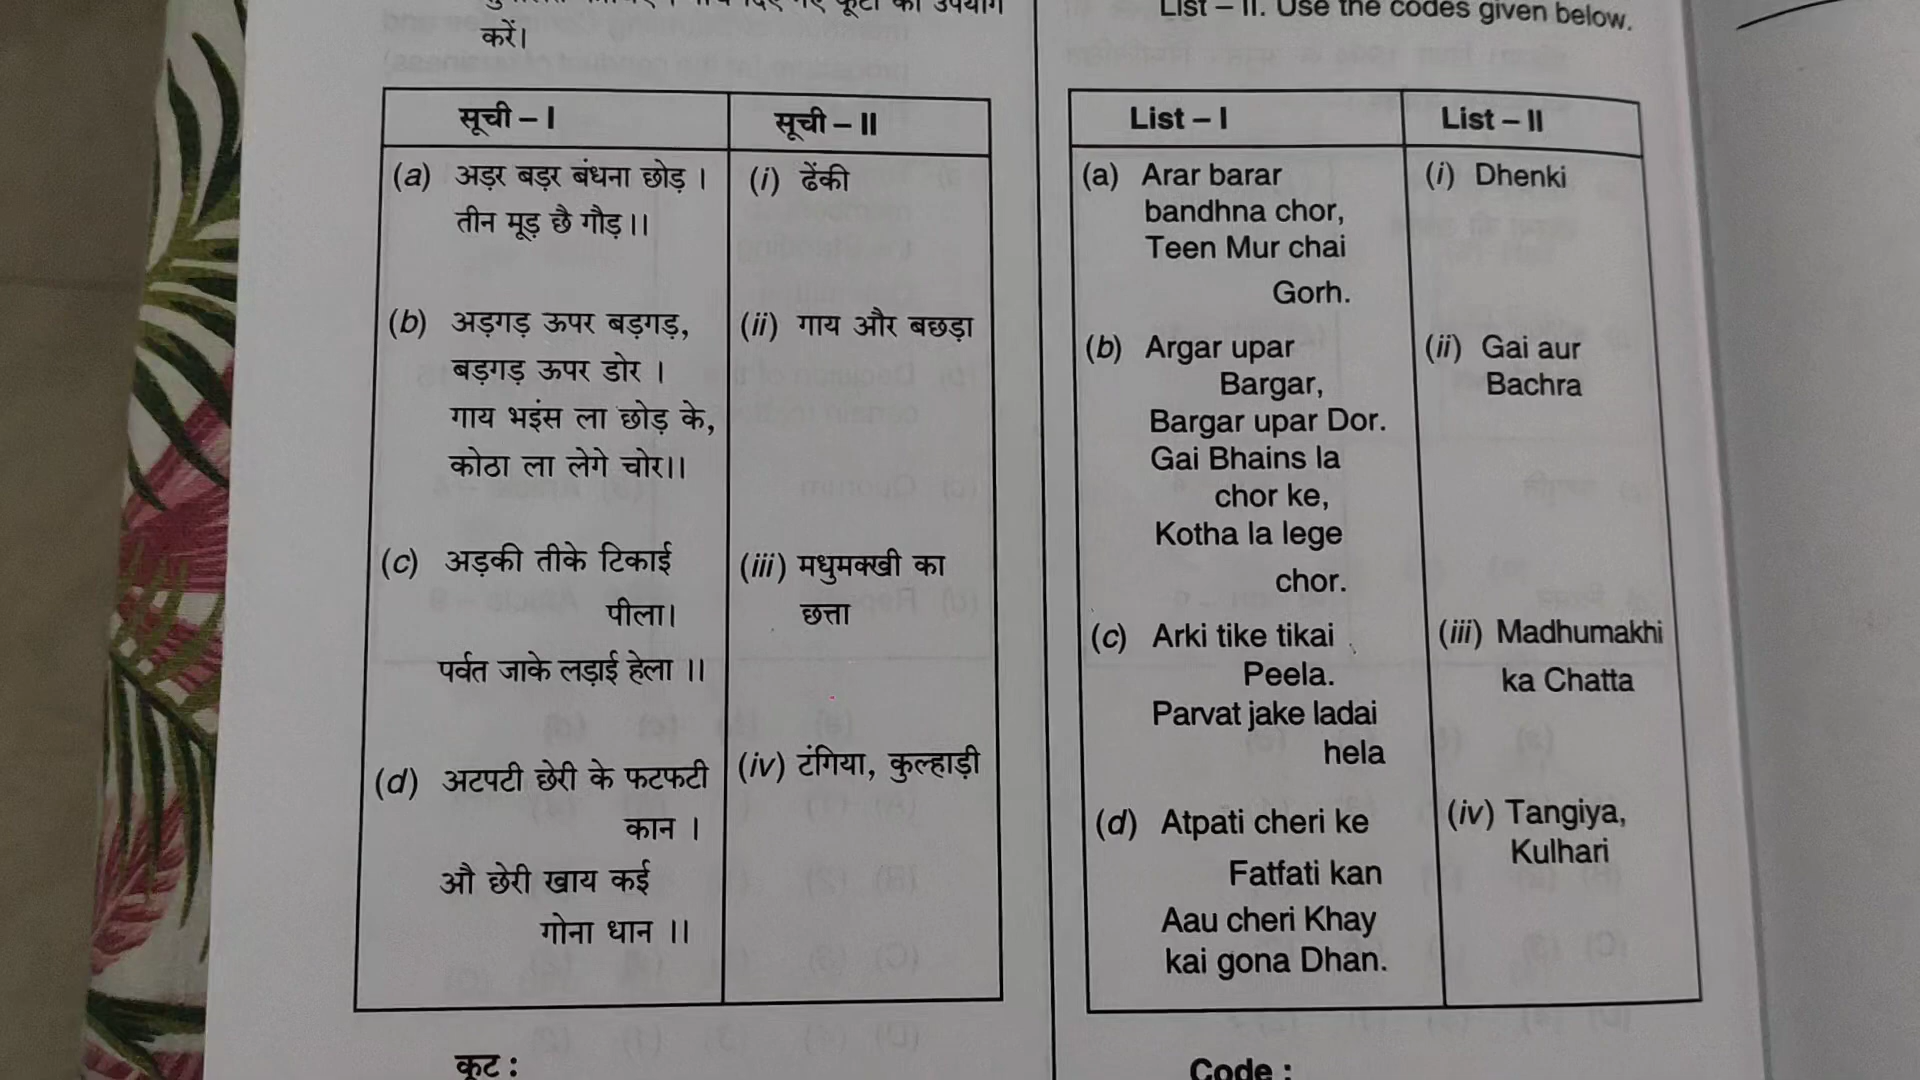 का उपयोग
करें।
सूची – I
सूची – II
(a) अड़र बड़र बंधना छोड़ ।
तीन मूड़ छै गौड़।।
(i) ढेंकी
(b) अड़गड़ ऊपर बड़गड़,
बड़गड़ ऊपर डोर ।
गाय भइंस ला छोड़ के,
कोठा ला लेगे चोर।।
(ii) गाय और बछड़ा
(c) अड़की तीके टिकाई
पीला।
पर्वत जाके लड़ाई हेला ।।
(iii) मधुमक्खी का
छत्ता
(d) अटपटी छेरी के फटफटी
कान ।
औ छेरी खाय कई
गोना धान ।।
(iv) टंगिया, कुल्हाड़ी
कूट :
List – II. Use the codes given below.
List – I
List – II
(a) Arar barar
bandhna chor,
Teen Mur chai
Gorh.
(i) Dhenki
(b) Argar upar
Bargar,
Bargar upar Dor.
Gai Bhains la
chor ke,
Kotha la lege
chor.
(ii) Gai aur
Bachra
(c) Arki tike tikai
Peela.
Parvat jake ladai
hela
(iii) Madhumakhi
ka Chatta
(d) Atpati cheri ke
Fatfati kan
Aau cheri Khay
kai gona Dhan.
(iv) Tangiya,
Kulhari
Code :